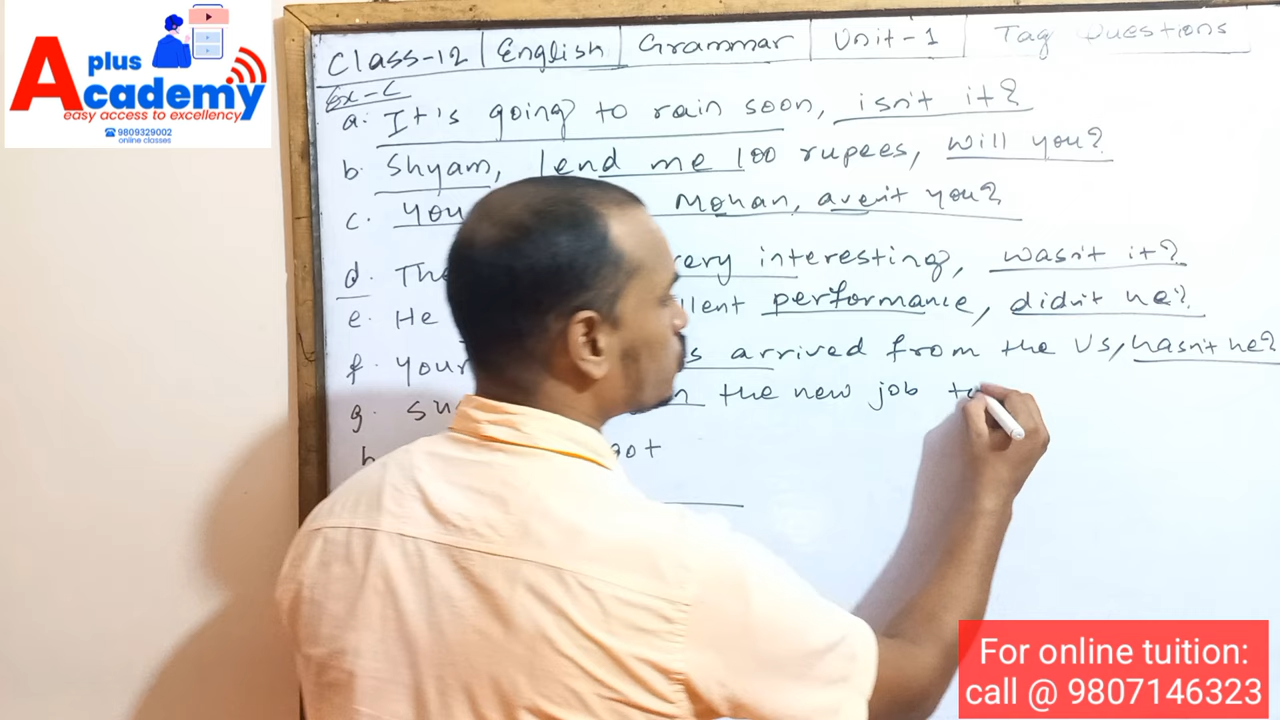 A plus
Academy
easy access to excellency
☎ 9809329002
online classes
Class-12 | English | Grammar | Unit-1 | Tag Questions
Ex-C
a. It's going to rain soon, isn't it?
b. Shyam, lend me 100 rupees, will you?
c. You Mohan, aren't you?
d. The very interesting, wasn't it?
e. He performance, didn't he?
f. Your arrived from the US, hasn't he?
g. the new job
h. got
For online tuition:
call @ 9807146323